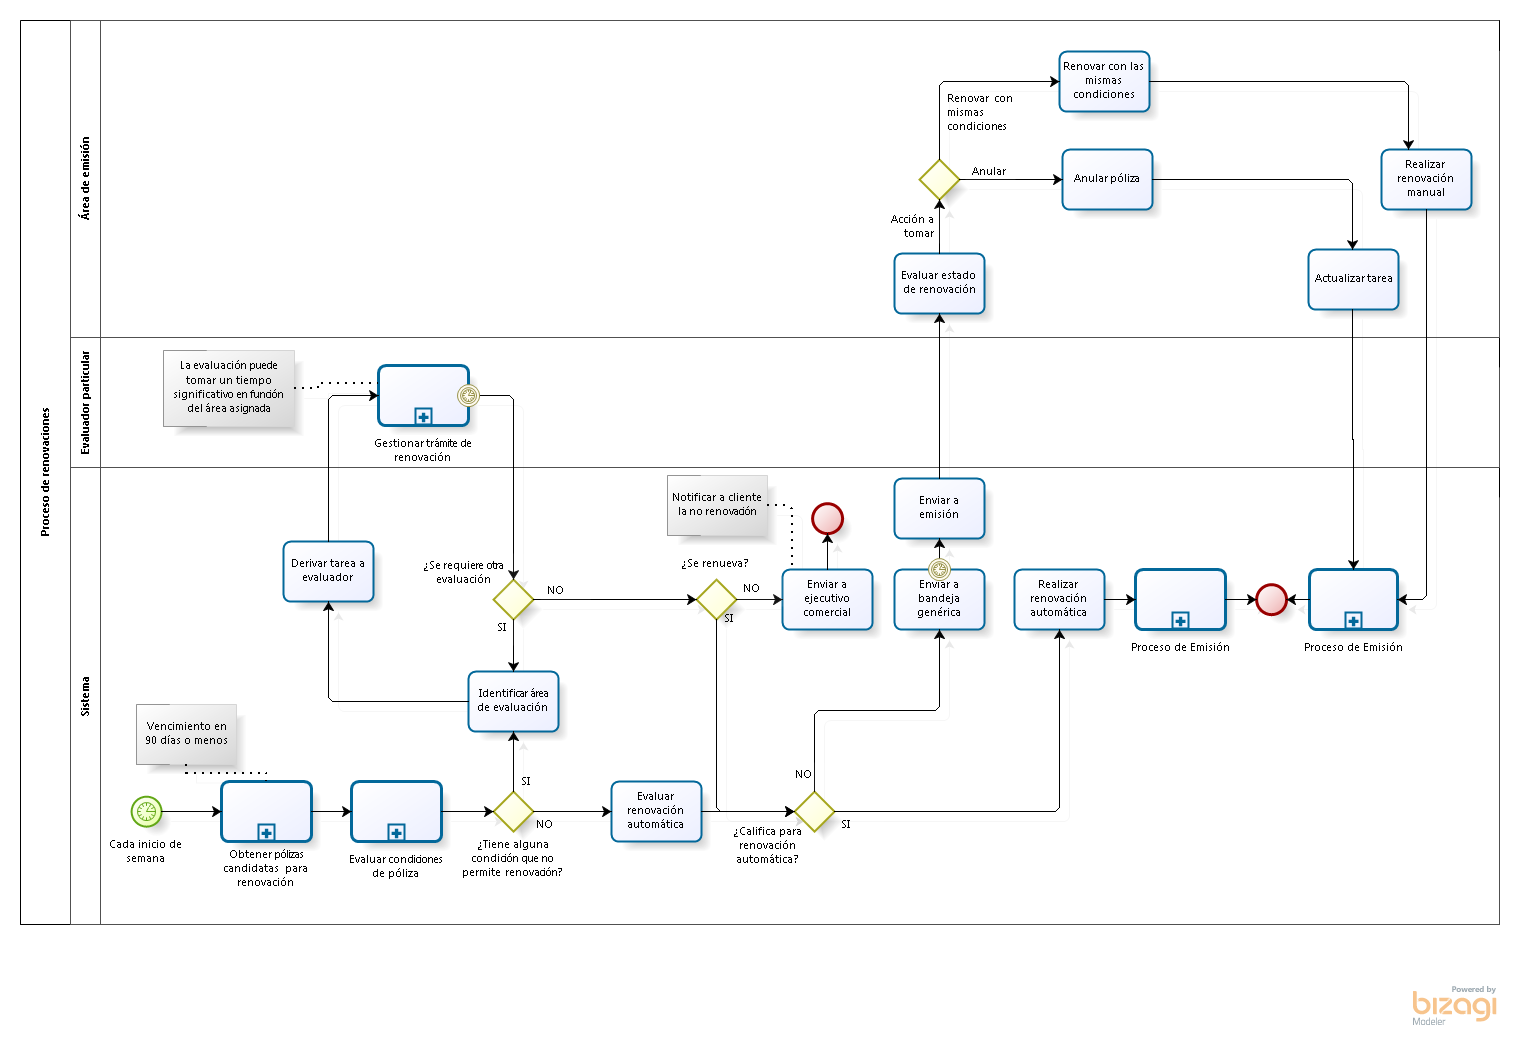 Proceso de renovaciones
Área de emisión
Renovar con las
mismas
condiciones
Renovar con
mismas
condiciones
Anular
Anular póliza
Realizar
renovación
manual
Acción a
tomar
Evaluar estado
de renovación
Actualizar tarea
Evaluador particular
La evaluación puede
tomar un tiempo
significativo en función
del área asignada
Gestionar trámite de
renovación
Sistema
Notificar a cliente
la no renovación
Enviar a
emisión
Derivar tarea a
evaluador
¿Se requiere otra
evaluación
NO
SI
¿Se renueva?
NO
SI
Enviar a
ejecutivo
comercial
Enviar a
bandeja
genérica
Realizar
renovación
automática
Proceso de Emisión
Proceso de Emisión
Identificar área
de evaluación
Vencimiento en
90 días o menos
Cada inicio de
semana
Obtener pólizas
candidatas para
renovación
Evaluar condiciones
de póliza
SI
NO
¿Tiene alguna
condición que no
permite renovación?
Evaluar
renovación
automática
NO
SI
¿Califica para
renovación
automática?
Powered by
bizagi
Modeler